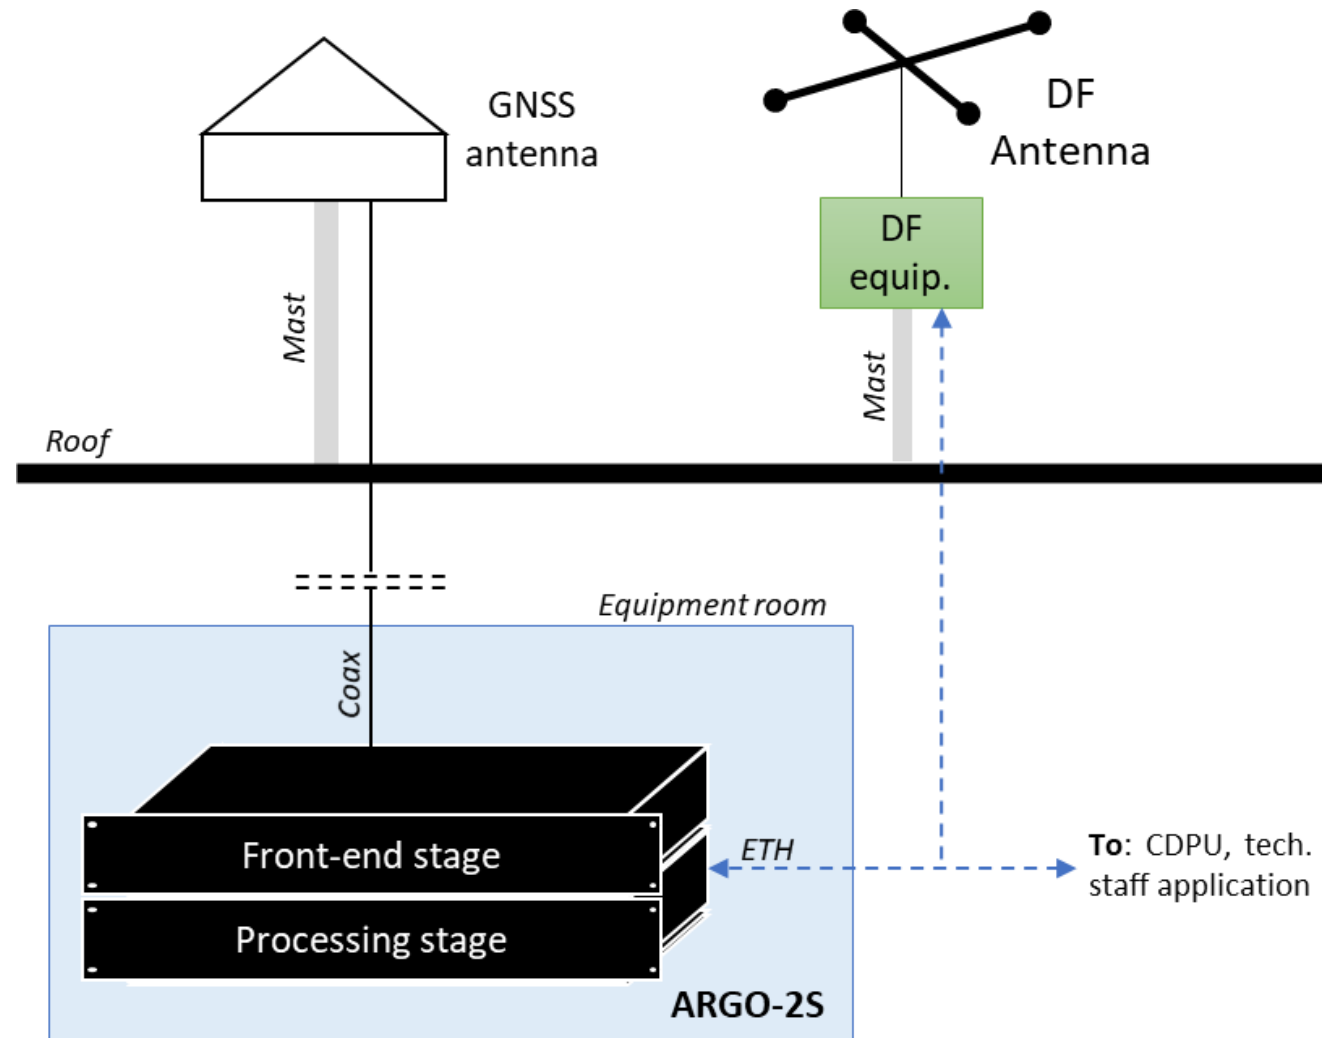 GNSS
antenna
DF
Antenna
DF
equip.
Mast
Mast
Roof
Equipment room
Coax
Front-end stage
Processing stage
ETH
To: CDPU, tech.
staff application
ARGO-2S